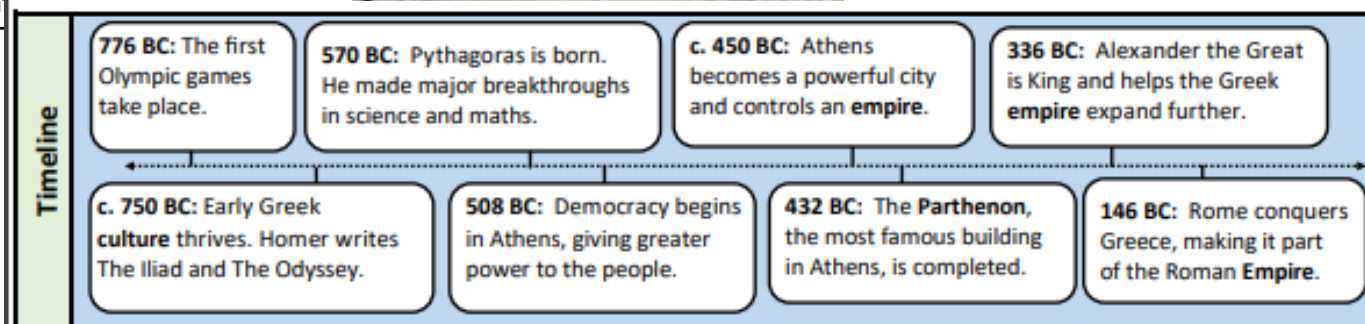 Timeline
776 BC: The first
Olympic games
take place.
570 BC: Pythagoras is born.
He made major breakthroughs
in science and maths.
c. 450 BC: Athens
becomes a powerful city
and controls an empire.
336 BC: Alexander the Great
is King and helps the Greek
empire expand further.
c. 750 BC: Early Greek
culture thrives. Homer writes
The Iliad and The Odyssey.
508 BC: Democracy begins
in Athens, giving greater
power to the people.
432 BC: The Parthenon,
the most famous building
in Athens, is completed.
146 BC: Rome conquers
Greece, making it part
of the Roman Empire.